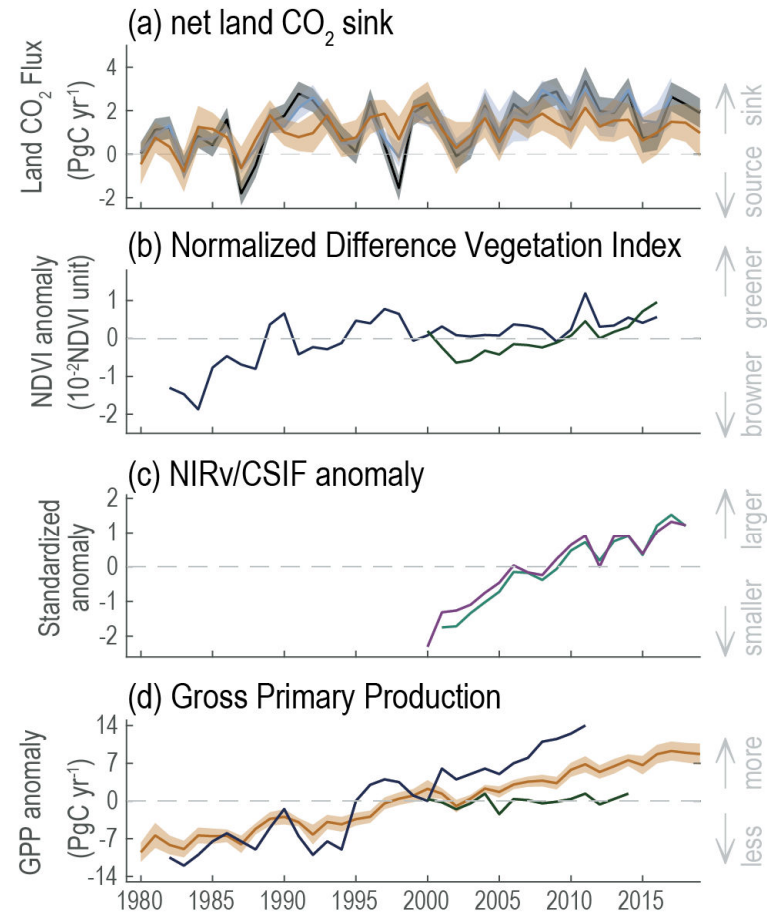 (a) net land CO2 sink
Land CO2 Flux
(PgC yr-1)
4
2
0
-2
sink
source
(b) Normalized Difference Vegetation Index
NDVI anomaly
(10-2NDVI unit)
1
0
-1
-2
greener
browner
(c) NIRv/CSIF anomaly
Standardized
anomaly
2
1
0
-1
-2
larger
smaller
(d) Gross Primary Production
GPP anomaly
(PgC yr-1)
14
7
0
-7
-14
more
less
1980 1985 1990 1995 2000 2005 2010 2015